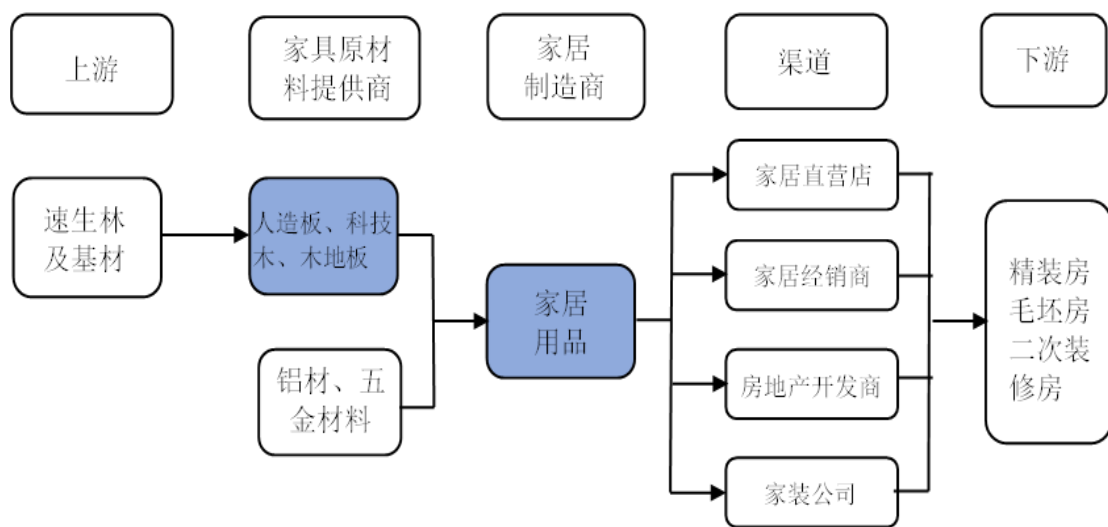 上游
家具原材
料提供商
家居
制造商
渠道
下游
速生林
及基材
人造板、科技
木、木地板
铝材、五
金材料
家居
用品
家居直营店
家居经销商
房地产开发商
家装公司
精装房
毛坯房
二次装
修房